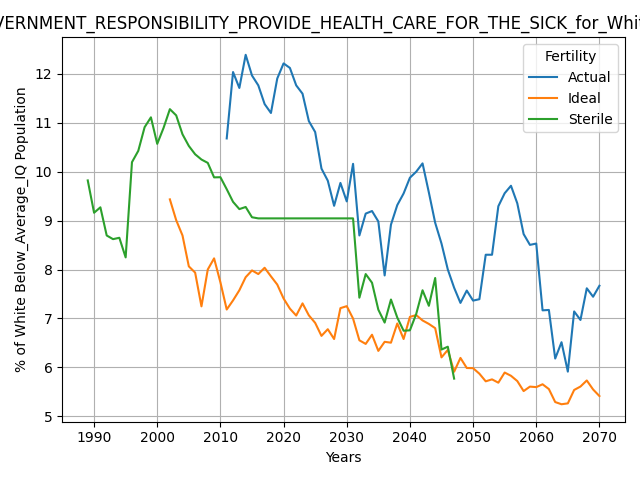 VERNMENT_RESPONSIBILITY_PROVIDE_HEALTH_CARE_FOR_THE_SICK_for_Whit
Fertility
Actual
Ideal
Sterile
% of White Below_Average_IQ Population
12
11
10
9
8
7
6
5
1990 2000 2010 2020 2030 2040 2050 2060 2070
Years